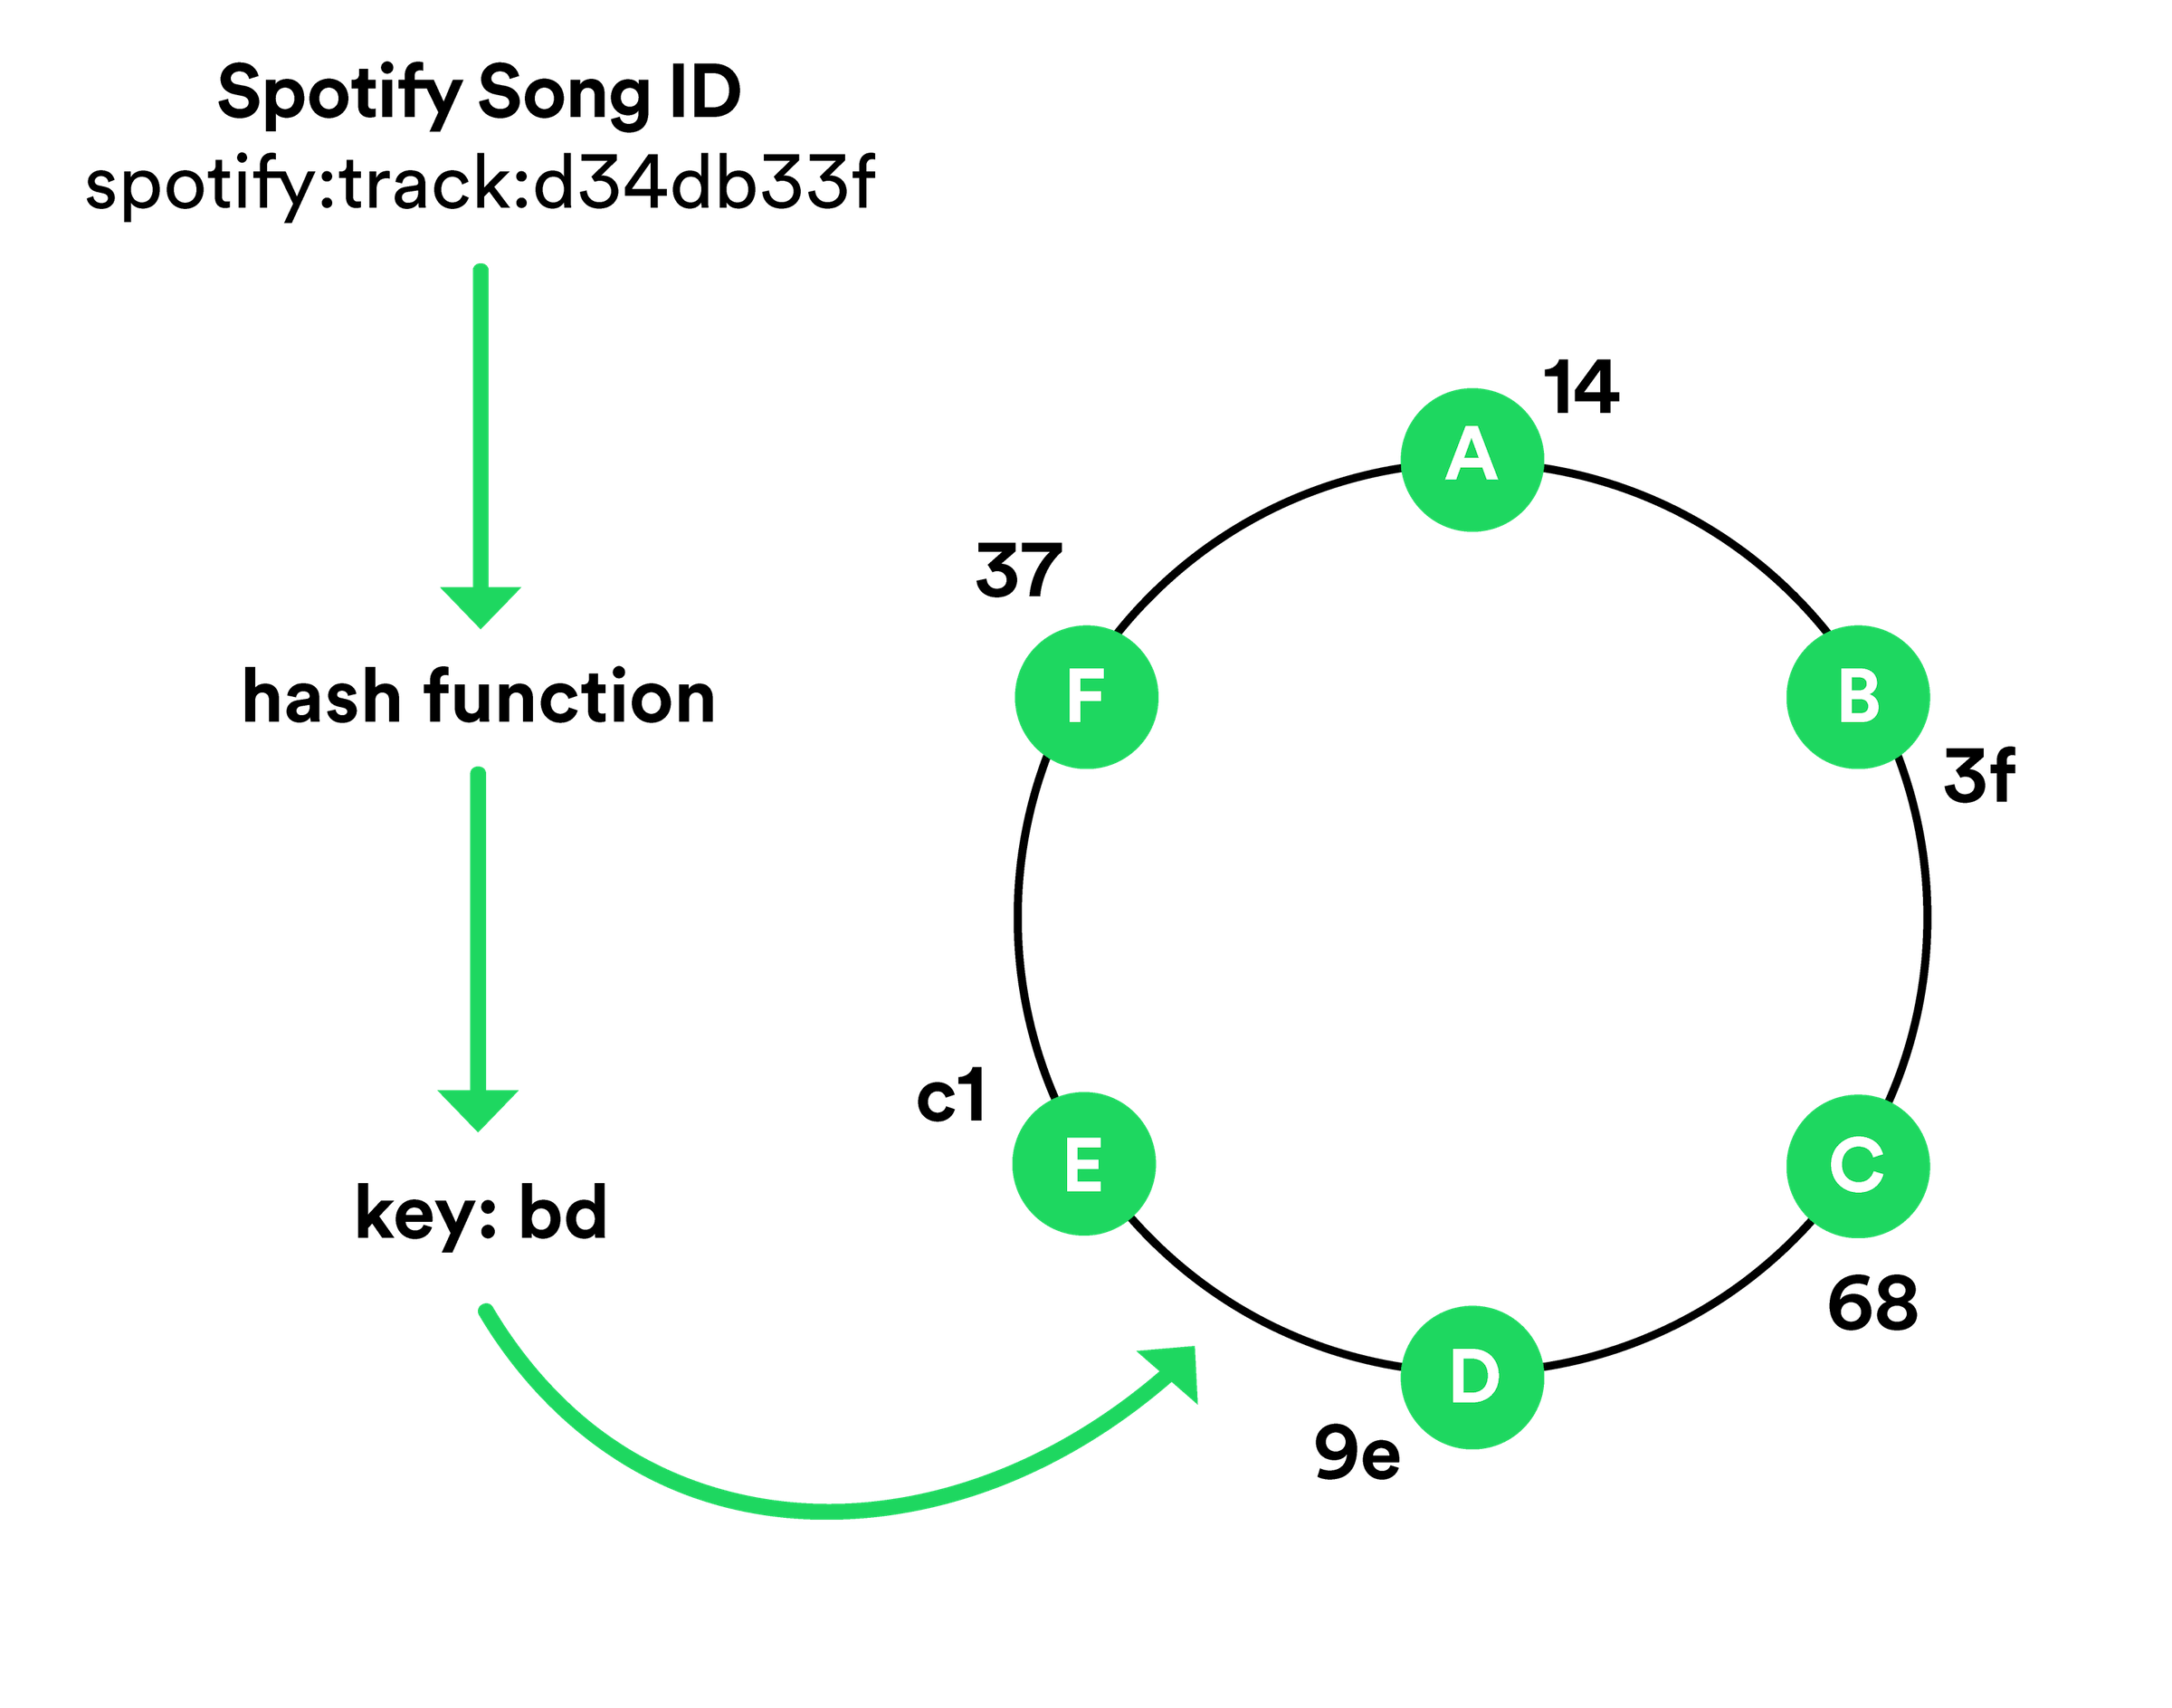 Spotify Song ID
spotify:track:d34db33f
hash function
key: bd
A
14
B
3f
C
68
D
9e
E
c1
F
37